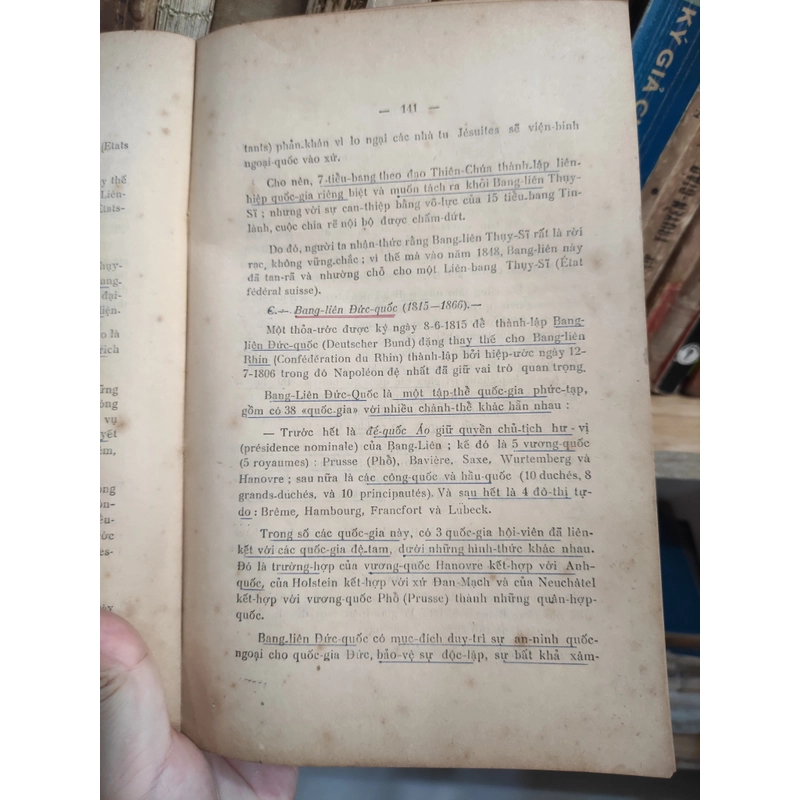 — 141 —
tants) phản-kháng vì lo ngại các nhà tu Jésuites sẽ viện-binh
ngoại-quốc vào xứ.
Cho nên, 7 tiểu-bang theo đạo Thiên-Chúa thành-lập liên-
hiệp quốc-gia riêng biệt và muốn tách ra khỏi Bang-liên Thụy-
Sĩ ; nhưng với sự can-thiệp bằng võ-lực của 15 tiểu-bang Tin-
lành, cuộc chia rẽ nội bộ được chấm-dứt.
Do đó, người ta nhận-thức rằng Bang-liên Thụy-Sĩ rất là rời
rạc, không vững-chắc ; vì thế mà vào năm 1848, Bang-liên này
đã tan-rã và nhường chỗ cho một Liên-bang Thụy-Sĩ (État
fédéral suisse).
C.— Bang-liên Đức-quốc (1815—1866).—
Một thỏa-ước được ký ngày 8-6-1815 để thành-lập Bang-
liên Đức-quốc (Deutscher Bund) đặng thay thế cho Bang-liên
Rhin (Confédération du Rhin) thành-lập bởi hiệp-ước ngày 12-
7-1806 trong đó Napoléon đệ nhất đã giữ vai trò quan trọng.
Bang-Liên Đức-Quốc là một tập-thể quốc-gia phức-tạp,
gồm có 38 «quốc-gia» với nhiều chánh-thể khác hẳn nhau :
— Trước hết là đế-quốc Áo giữ quyền chủ-tịch hư-vị
(présidence nominale) của Bang-Liên ; kế đó là 5 vương-quốc
(5 royaumes) : Prusse (Phổ), Bavière, Saxe, Wurtemberg và
Hanovre ; sau nữa là các công-quốc và hầu-quốc (10 duchés, 8
grands-duchés, và 10 principautés). Và sau hết là 4 đô-thị tự-
do : Brême, Hambourg, Francfort và Lubeck.
Trong số các quốc-gia này, có 3 quốc-gia hội-viên đã liên-
kết với các quốc-gia đệ-tam, dưới những hình-thức khác nhau.
Đó là trường-hợp của vương-quốc Hanovre kết-hợp với Anh-
quốc, của Holstein kết-hợp với xứ Đan-Mạch và của Neuchâtel
kết-hợp với vương-quốc Phổ (Prusse) thành những quân-hợp-
quốc.
Bang-liên Đức-quốc có mục-đích duy-trì sự an-ninh quốc-
ngoại cho quốc-gia Đức, bảo-vệ sự độc-lập, sự bất khả xâm-
KÝ GIẢ
TRUYỀN-GIÁO